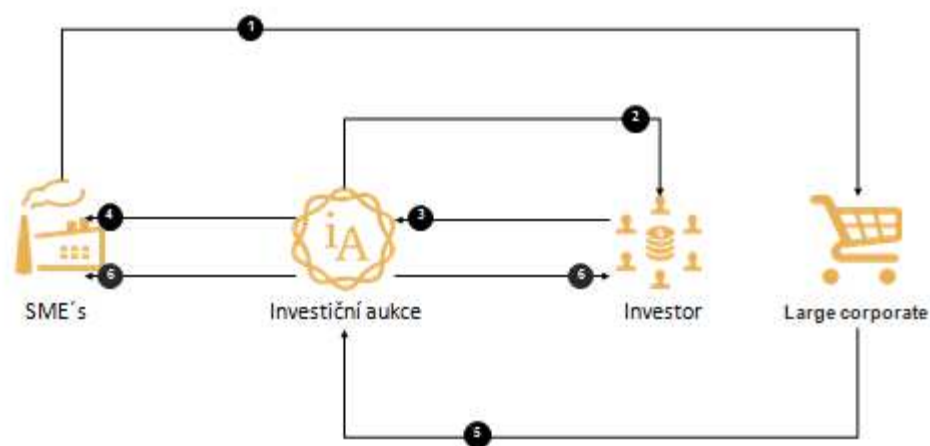 1
2
4
3
iA
6
6
SME´s
Investiční aukce
Investor
Large corporate
5